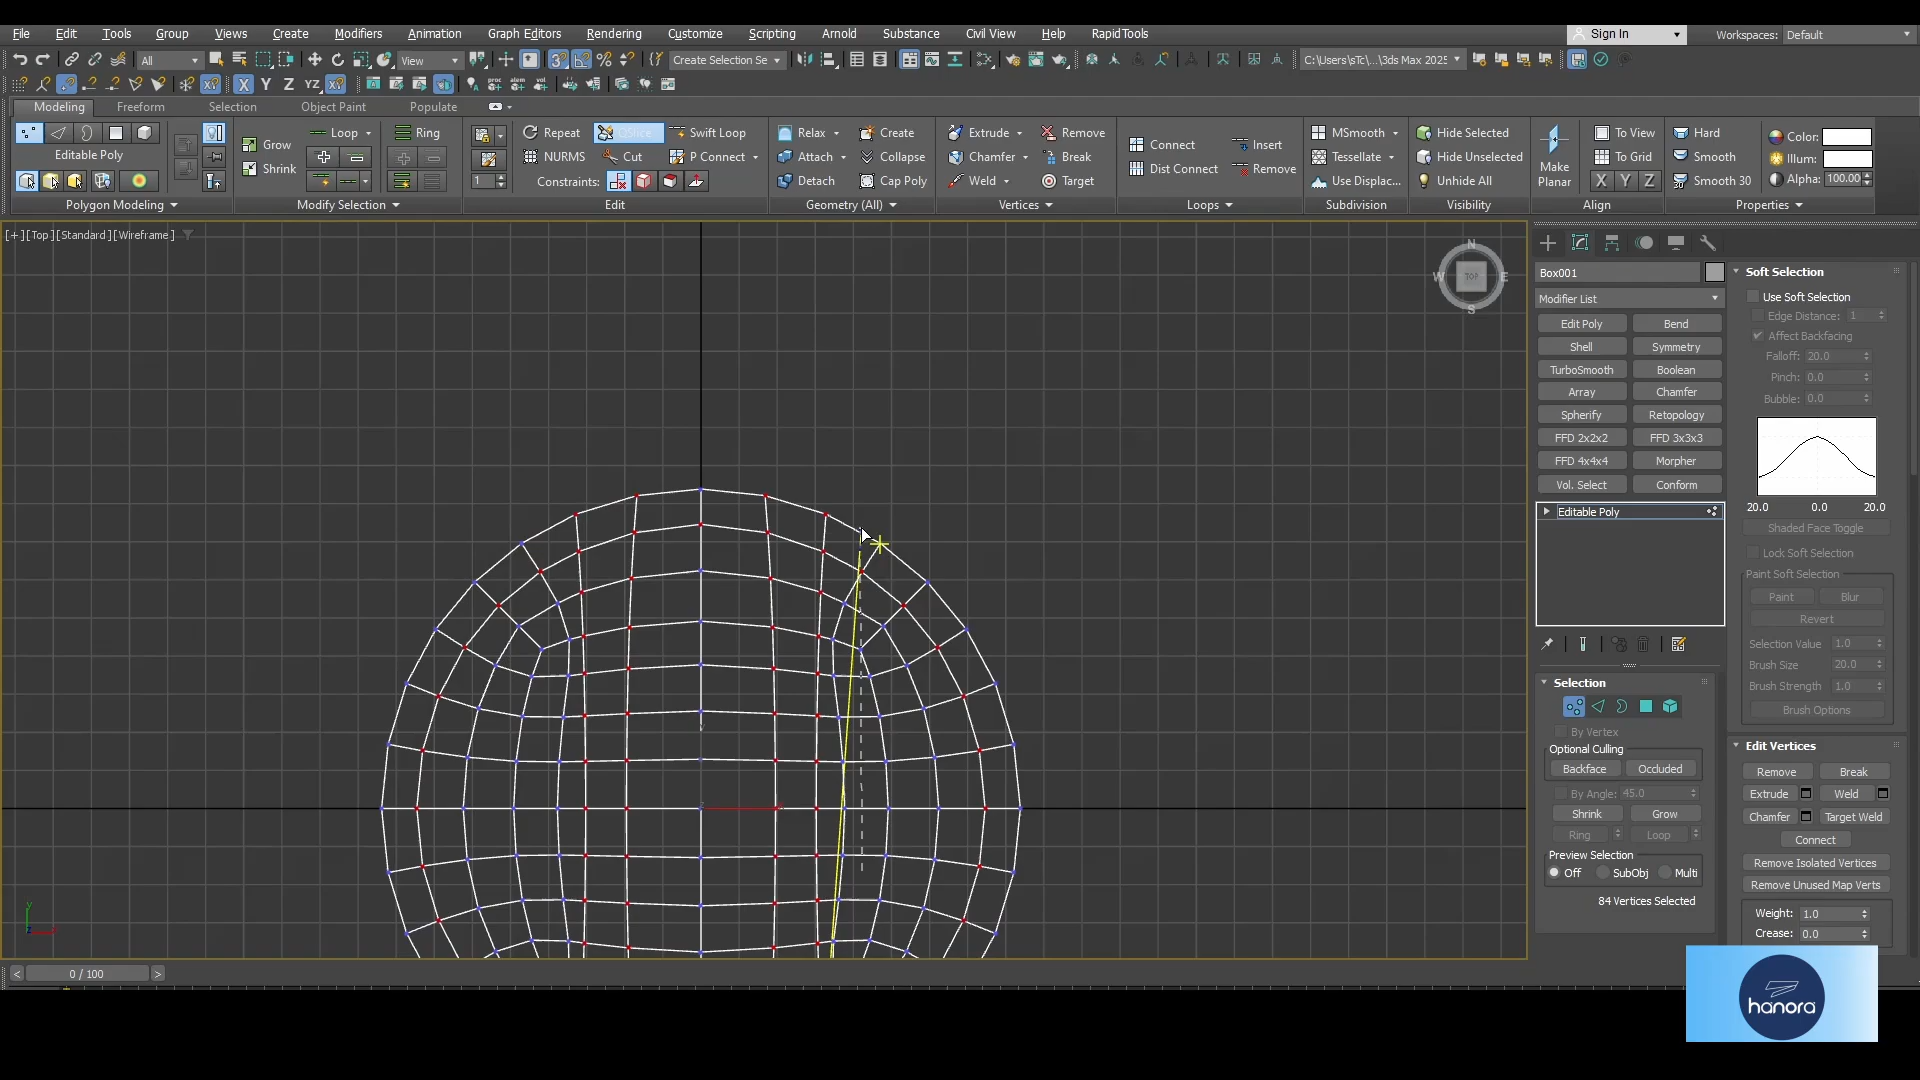 File Edit Tools Group Views Create Modifiers Animation Graph Editors Rendering Customize Scripting Arnold Substance Civil View Help RapidTools Sign In Workspaces: Default
All View Create Selection Se C:\Users\sTc\...\3ds Max 2025
X Y Z YZ
Modeling Freeform Selection Object Paint Populate
Loop Ring Repeat QSlice Swift Loop Relax Create Extrude Remove MSmooth Hide Selected To View Hard Color:
Editable Poly Grow Shrink NURMS Cut P Connect Attach Collapse Chamfer Break Connect Insert Tessellate Hide Unselected Make Planar To Grid Smooth Illum:
1 Constraints: Detach Cap Poly Weld Target Dist Connect Remove Use Displac... Unhide All X Y Z Smooth 30 Alpha: 100.00
Polygon Modeling Modify Selection Edit Geometry (All) Vertices Loops Subdivision Visibility Align Properties
[+] [Top] [Standard] [Wireframe]
N
W TOP E
S
Box001
Modifier List
Edit Poly Bend
Shell Symmetry
TurboSmooth Boolean
Array Chamfer
Spherify Retopology
FFD 2x2x2 FFD 3x3x3
FFD 4x4x4 Morpher
Vol. Select Conform
Editable Poly
Selection
By Vertex
Optional Culling
Backface Occluded
By Angle: 45.0
Shrink Grow
Ring Loop
Preview Selection
Off SubObj Multi
84 Vertices Selected
Soft Selection
Use Soft Selection
Edge Distance: 1
Affect Backfacing
Falloff: 20.0
Pinch: 0.0
Bubble: 0.0
20.0 0.0 20.0
Shaded Face Toggle
Lock Soft Selection
Paint Soft Selection
Paint Blur
Revert
Selection Value 1.0
Brush Size 20.0
Brush Strength 1.0
Brush Options
Edit Vertices
Remove Break
Extrude Weld
Chamfer Target Weld
Connect
Remove Isolated Vertices
Remove Unused Map Verts
Weight: 1.0
Crease: 0.0
< 0 / 100 >
hanora